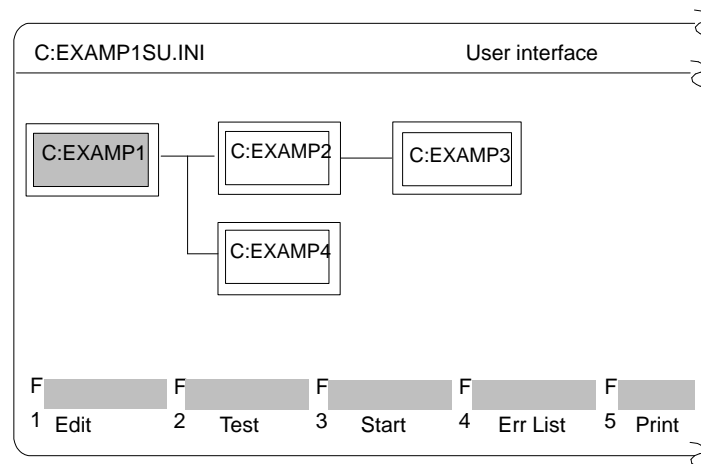 C:EXAMP1SU.INI User interface
C:EXAMP1 C:EXAMP2 C:EXAMP3
C:EXAMP4
F F F F F
1 Edit 2 Test 3 Start 4 Err List 5 Print